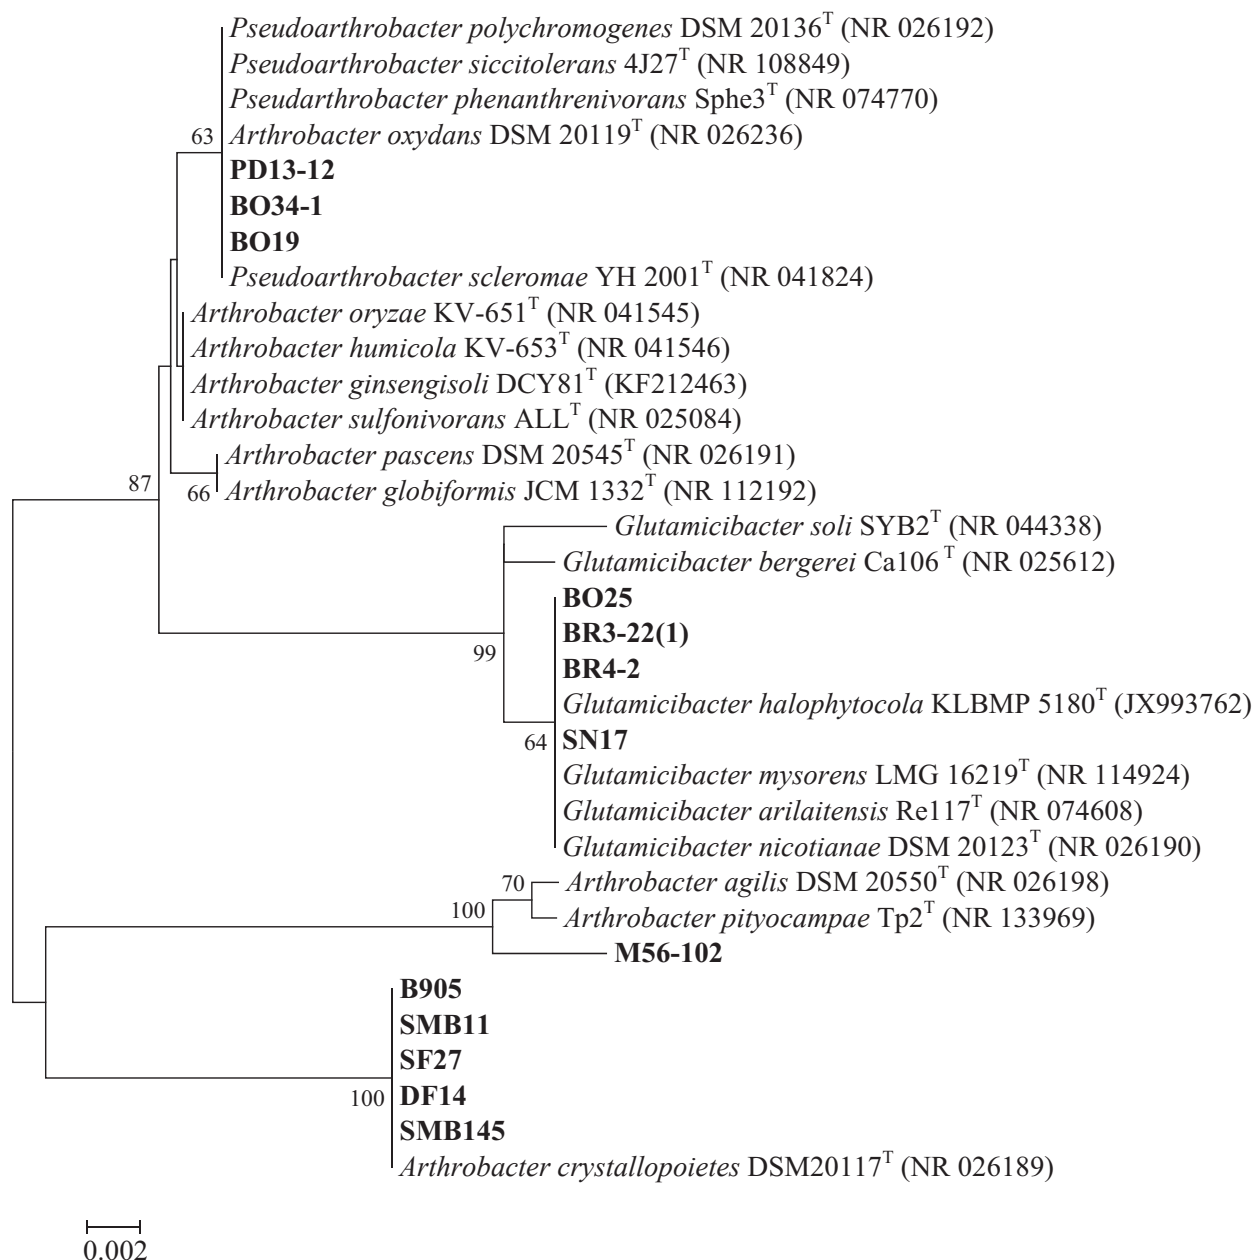 Pseudoarthrobacter polychromogenes DSM 20136T (NR 026192)
Pseudoarthrobacter siccitolerans 4J27T (NR 108849)
Pseudarthrobacter phenanthrenivorans Sphe3T (NR 074770)
63 Arthrobacter oxydans DSM 20119T (NR 026236)
PD13-12
BO34-1
BO19
Pseudoarthrobacter scleromae YH 2001T (NR 041824)
Arthrobacter oryzae KV-651T (NR 041545)
Arthrobacter humicola KV-653T (NR 041546)
Arthrobacter ginsengisoli DCY81T (KF212463)
Arthrobacter sulfonivorans ALLT (NR 025084)
Arthrobacter pascens DSM 20545T (NR 026191)
87
66 Arthrobacter globiformis JCM 1332T (NR 112192)
Glutamicibacter soli SYB2T (NR 044338)
Glutamicibacter bergerei Ca106 T (NR 025612)
BO25
BR3-22(1)
99
BR4-2
Glutamicibacter halophytocola KLBMP 5180T (JX993762)
64 SN17
Glutamicibacter mysorens LMG 16219T (NR 114924)
Glutamicibacter arilaitensis Re117T (NR 074608)
Glutamicibacter nicotianae DSM 20123T (NR 026190)
70 Arthrobacter agilis DSM 20550T (NR 026198)
100 Arthrobacter pityocampae Tp2T (NR 133969)
M56-102
B905
SMB11
SF27
100 DF14
SMB145
Arthrobacter crystallopoietes DSM20117T (NR 026189)
0.002